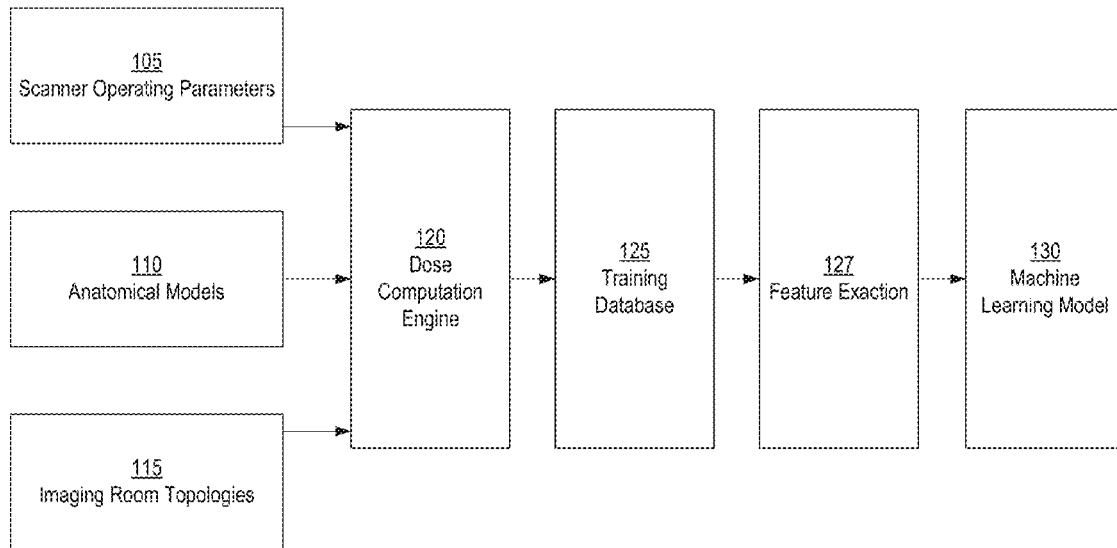 105
Scanner Operating Parameters
110
Anatomical Models
115
Imaging Room Topologies
120
Dose
Computation
Engine
125
Training
Database
127
Feature Exaction
130
Machine
Learning Model